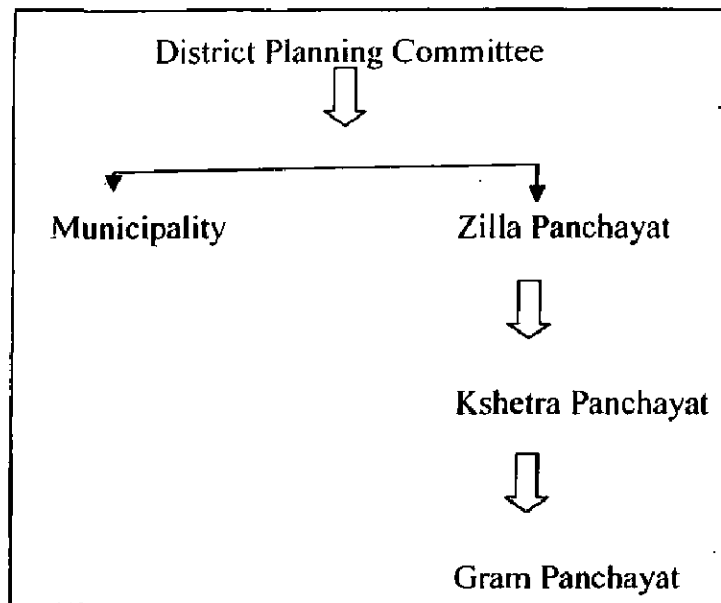 District Planning Committee
Municipality
Zilla Panchayat
Kshetra Panchayat
Gram Panchayat